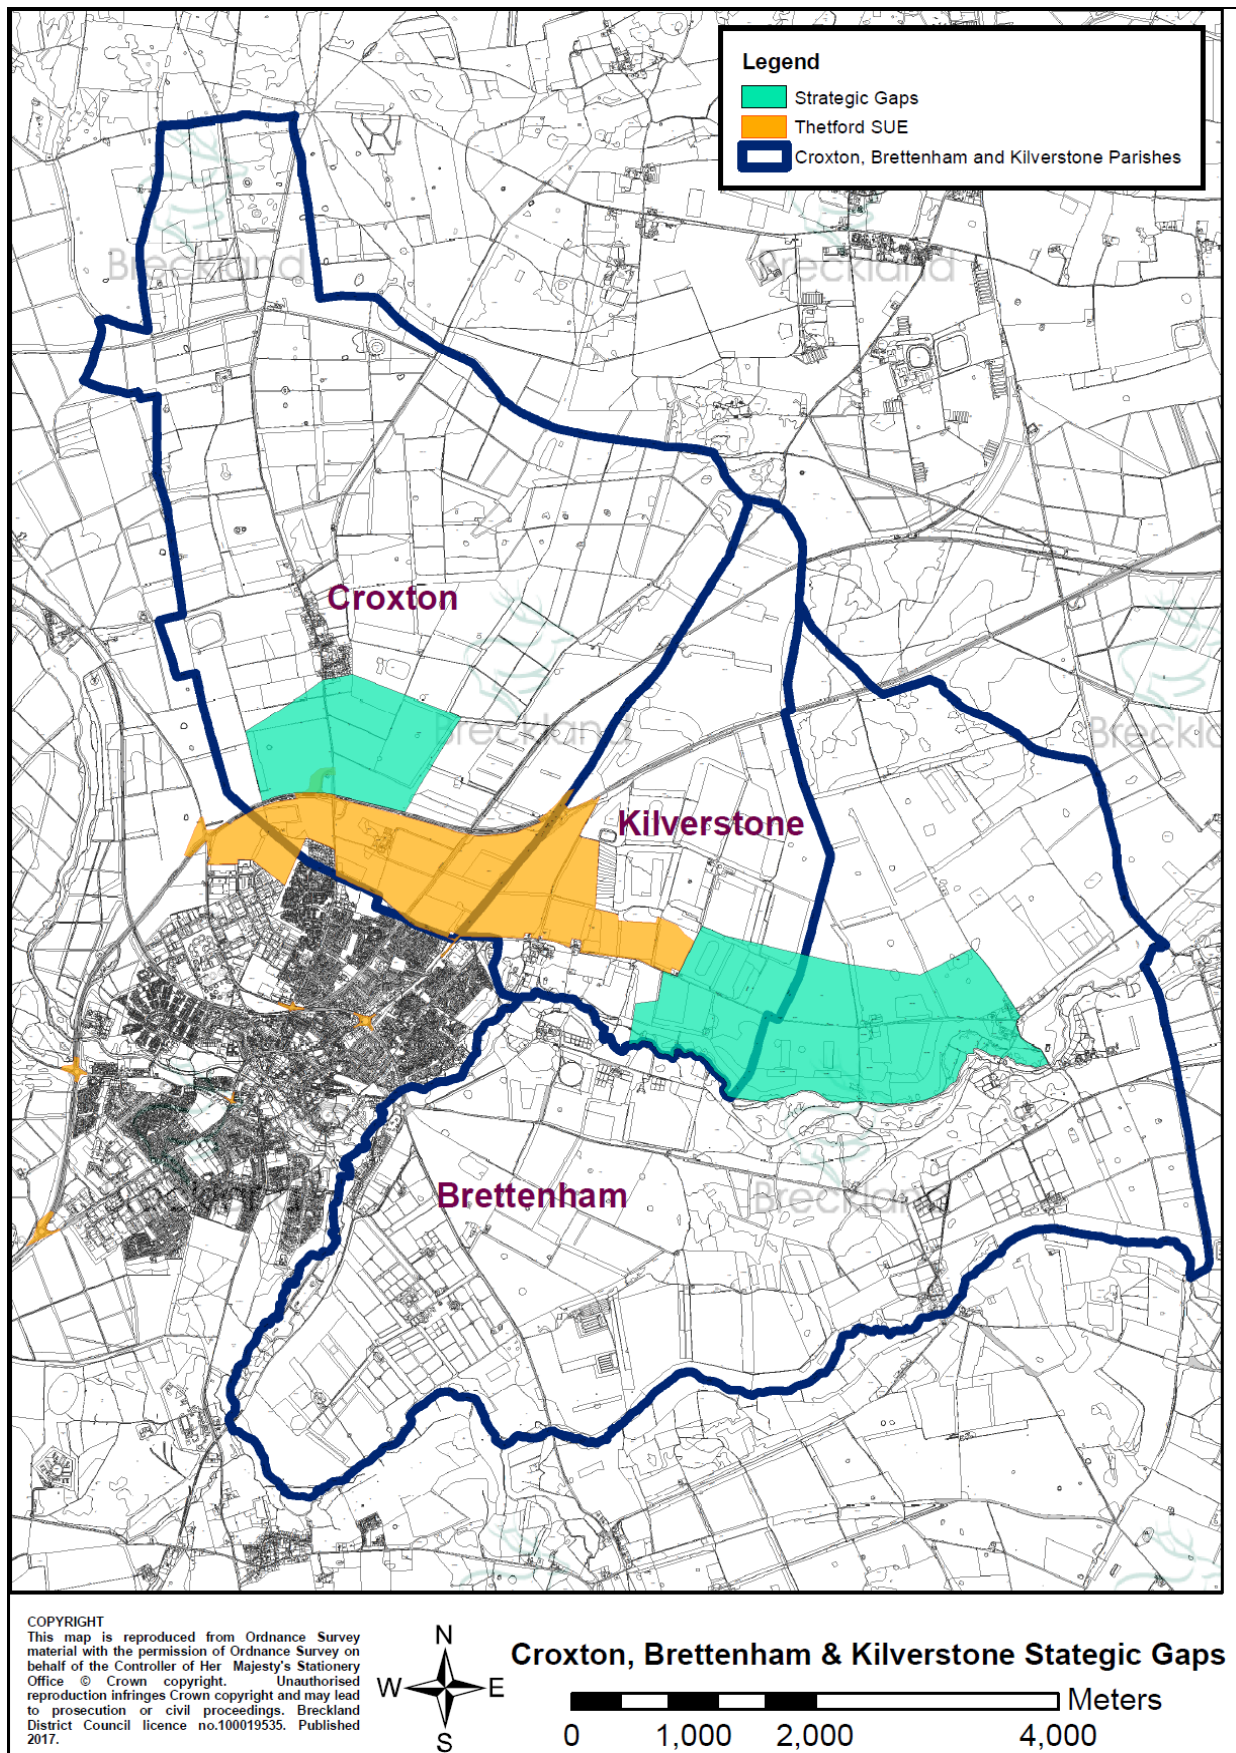 Legend
Strategic Gaps
Thetford SUE
Croxton, Brettenham and Kilverstone Parishes
Breckland
Breckland
Croxton
Breckland
Breckla
Kilverstone
Brettenham
Breckland
Breckland
COPYRIGHT
This map is reproduced from Ordnance Survey
material with the permission of Ordnance Survey on
behalf of the Controller of Her Majesty's Stationery
Office © Crown copyright. Unauthorised
reproduction infringes Crown copyright and may lead
to prosecution or civil proceedings. Breckland
District Council licence no.100019535. Published
2017.
N
W E
S
Croxton, Brettenham & Kilverstone Stategic Gaps
Meters
0 1,000 2,000 4,000